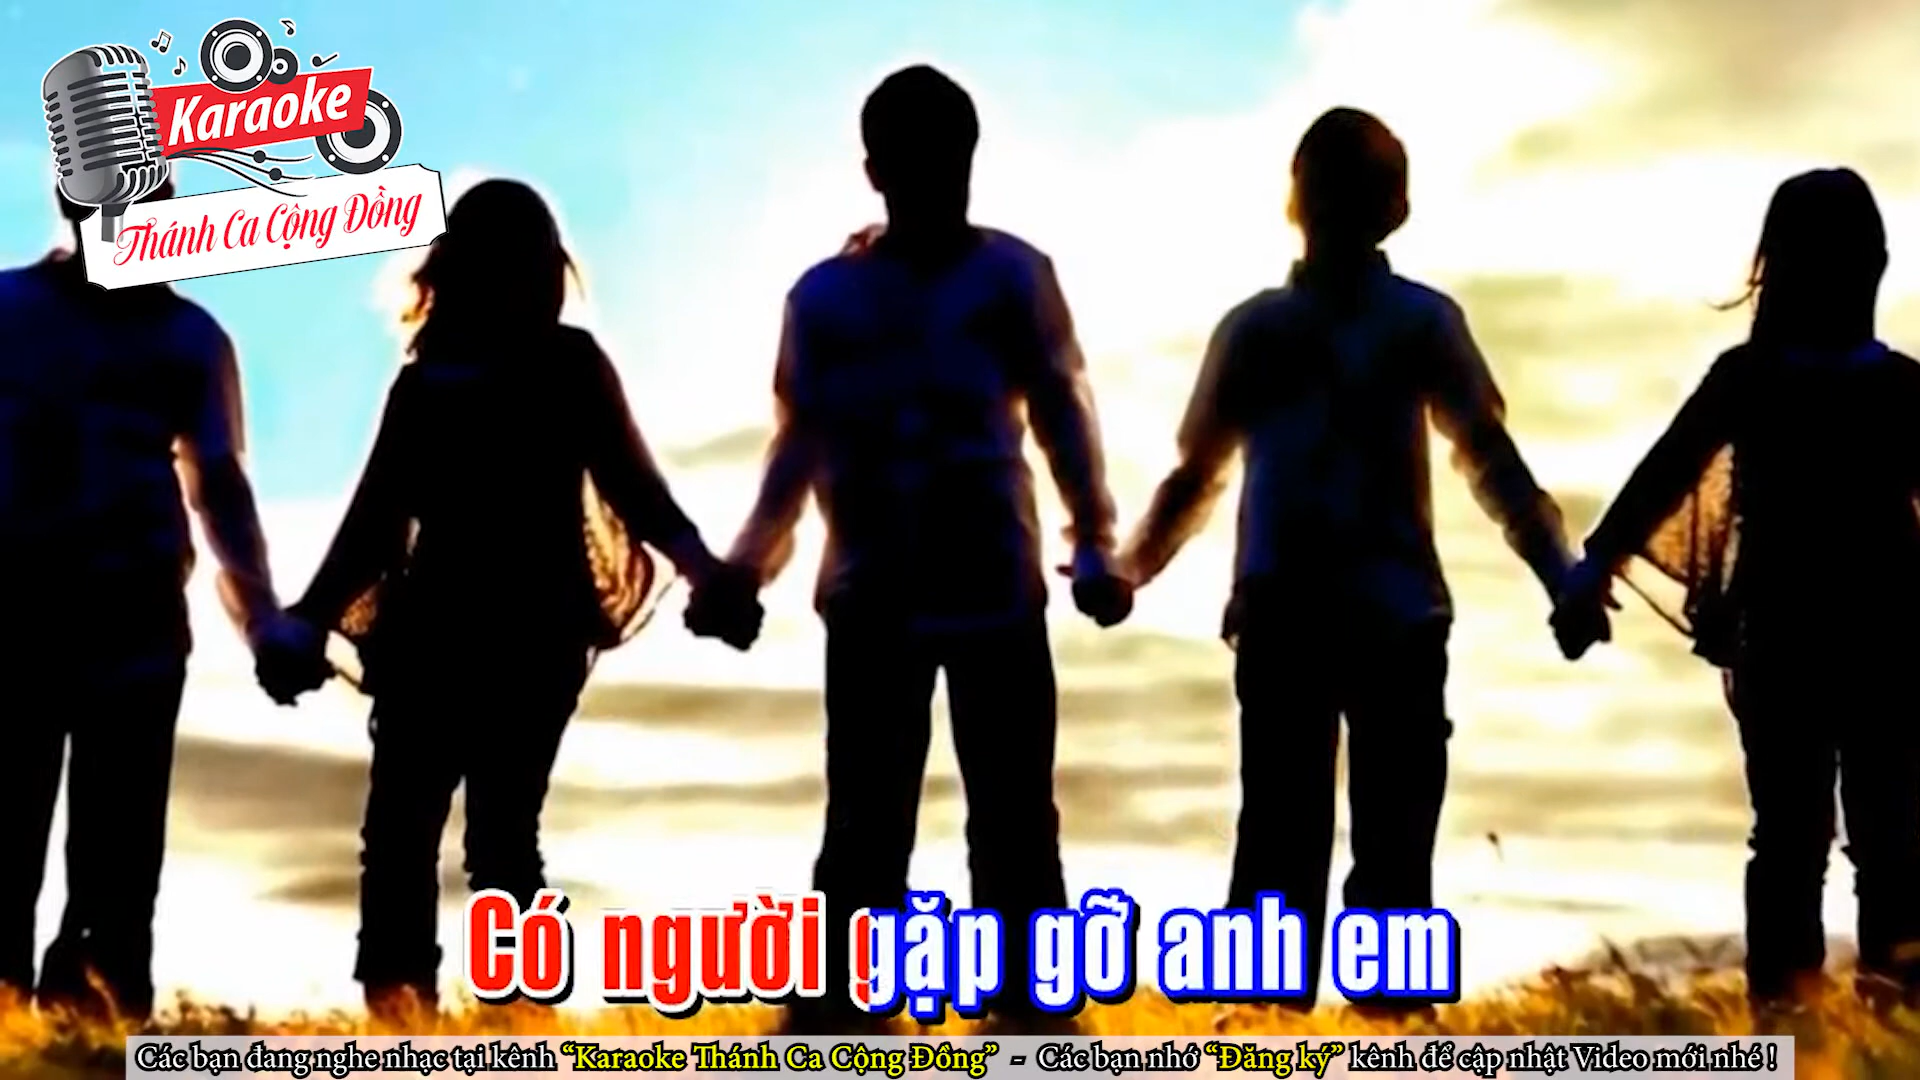 Karaoke
Thánh Ca Cộng Đồng
Có người gặp gỡ anh em
Các bạn đang nghe nhạc tại kênh “Karaoke Thánh Ca Cộng Đồng” - Các bạn nhớ “Đăng ký” kênh để cập nhật Video mới nhé !